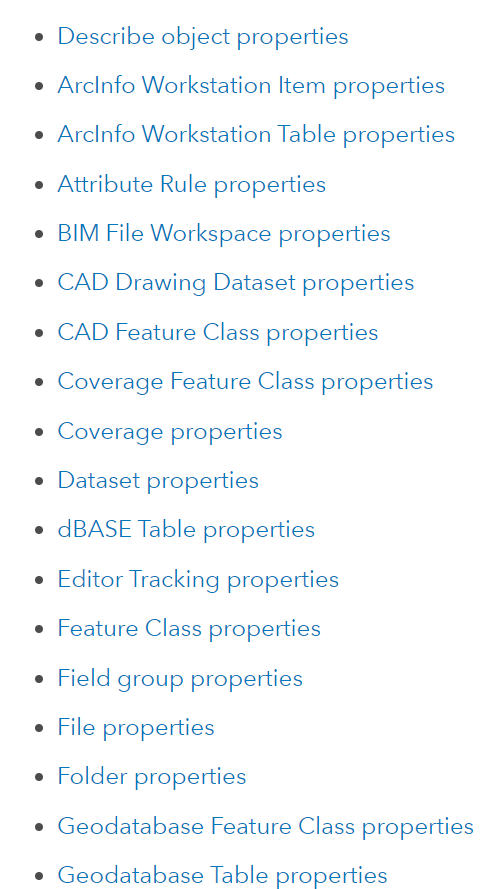 Describe object properties
ArcInfo Workstation Item properties
ArcInfo Workstation Table properties
Attribute Rule properties
BIM File Workspace properties
CAD Drawing Dataset properties
CAD Feature Class properties
Coverage Feature Class properties
Coverage properties
Dataset properties
dBASE Table properties
Editor Tracking properties
Feature Class properties
Field group properties
File properties
Folder properties
Geodatabase Feature Class properties
Geodatabase Table properties